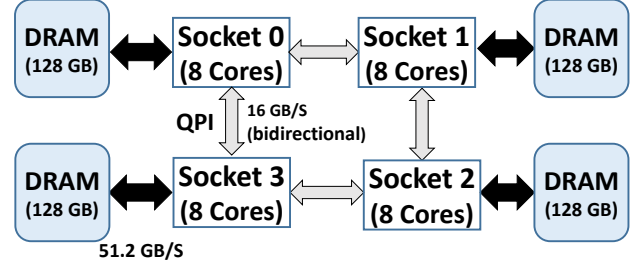 DRAM
(128 GB)
Socket 0
(8 Cores)
Socket 1
(8 Cores)
DRAM
(128 GB)
QPI
16 GB/S
(bidirectional)
DRAM
(128 GB)
Socket 3
(8 Cores)
Socket 2
(8 Cores)
DRAM
(128 GB)
51.2 GB/S